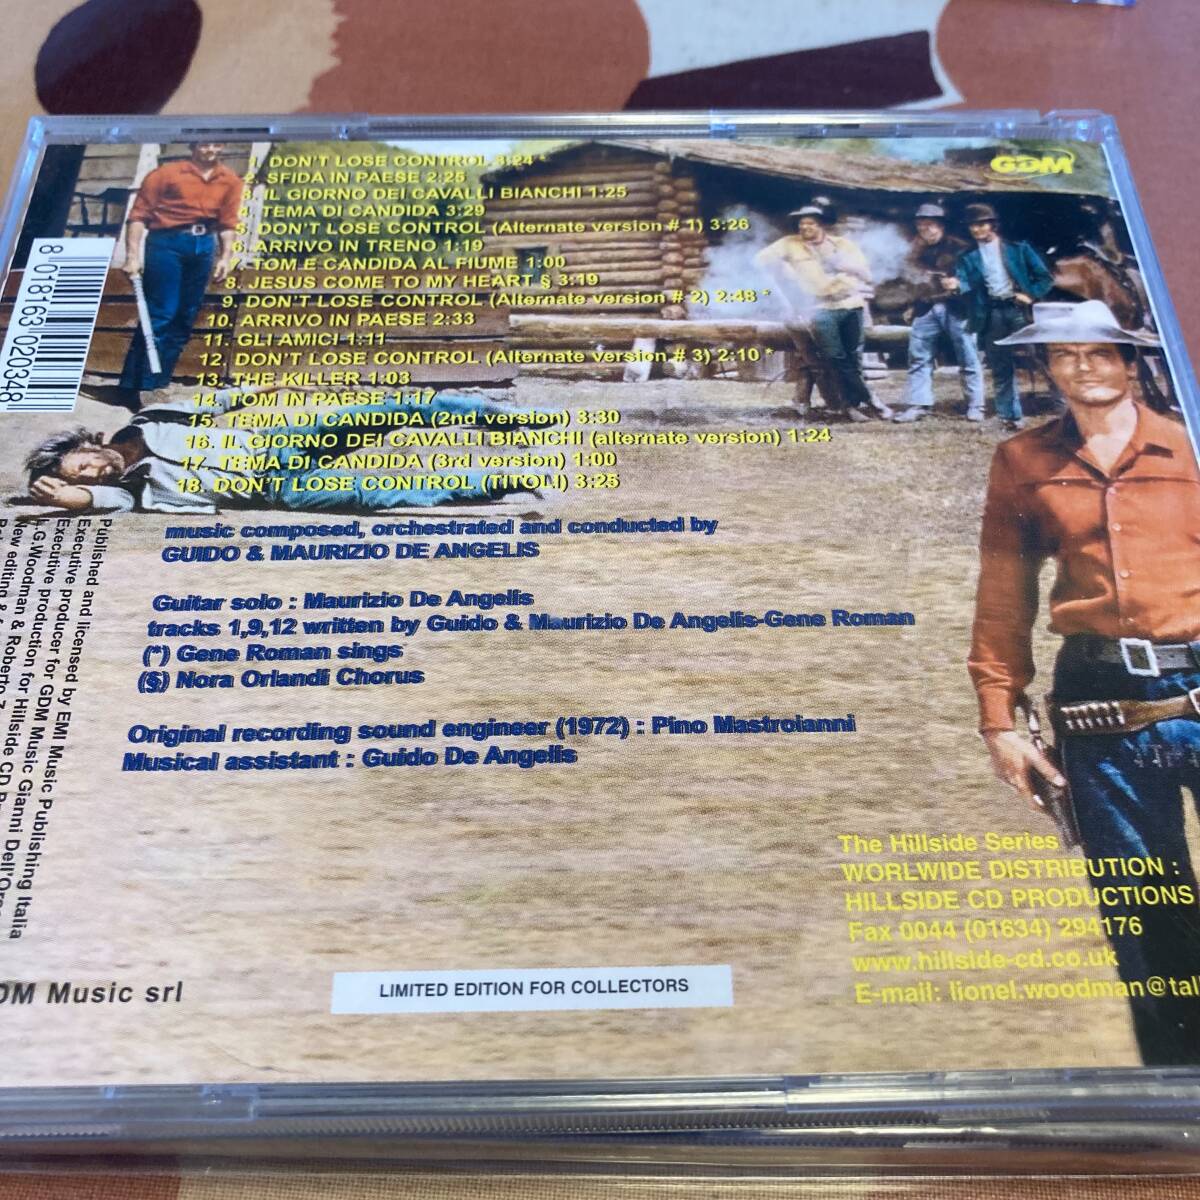 GDM
1. DON'T LOSE CONTROL 3:24 *
2. SFIDA IN PAESE 2:25
3. IL GIORNO DEI CAVALLI BIANCHI 1:25
4. TEMA DI CANDIDA 3:29
5. DON'T LOSE CONTROL (Alternate version # 1) 3:26
6. ARRIVO IN TRENO 1:19
7. TOM E CANDIDA AL FIUME 1:00
8. JESUS COME TO MY HEART § 3:19
9. DON'T LOSE CONTROL (Alternate version # 2) 2:48 *
10. ARRIVO IN PAESE 2:33
11. GLI AMICI 1:11
12. DON'T LOSE CONTROL (Alternate version # 3) 2:10 *
13. THE KILLER 1:03
14. TOM IN PAESE 1:17
15. TEMA DI CANDIDA (2nd version) 3:30
16. IL GIORNO DEI CAVALLI BIANCHI (alternate version) 1:24
17. TEMA DI CANDIDA (3rd version) 1:00
18. DON'T LOSE CONTROL (TITOLI) 3:25
8 018163 020348
music composed, orchestrated and conducted by
GUIDO & MAURIZIO DE ANGELIS
Guitar solo : Maurizio De Angelis
tracks 1,9,12 written by Guido & Maurizio De Angelis-Gene Roman
(*) Gene Roman sings
(§) Nora Orlandi Chorus
Original recording sound engineer (1972) : Pino Mastroianni
Musical assistant : Guido De Angelis
Published and licensed by EMI Music Publishing Italia
Executive producer for GDM Music Gianni Dell'Orso
Executive production for Hillside CD
L.G.Woodman & Roberto
New editing &
The Hillside Series
WORLWIDE DISTRIBUTION :
HILLSIDE CD PRODUCTIONS
Fax 0044 (01634) 294176
www.hillside-cd.co.uk
E-mail: lionel.woodman@tal
DM Music srl
LIMITED EDITION FOR COLLECTORS